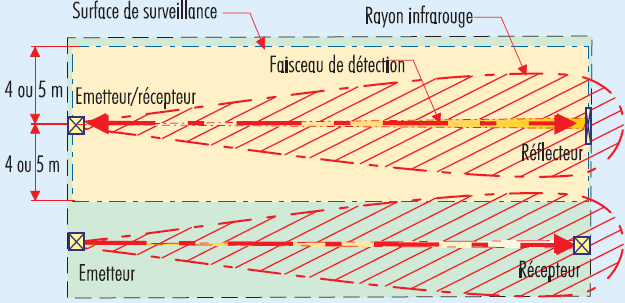 Surface de surveillance
Rayon infrarouge
Faisceau de détection
4 ou 5 m
Emetteur/récepteur
4 ou 5 m
Réflecteur
Emetteur
Récepteur